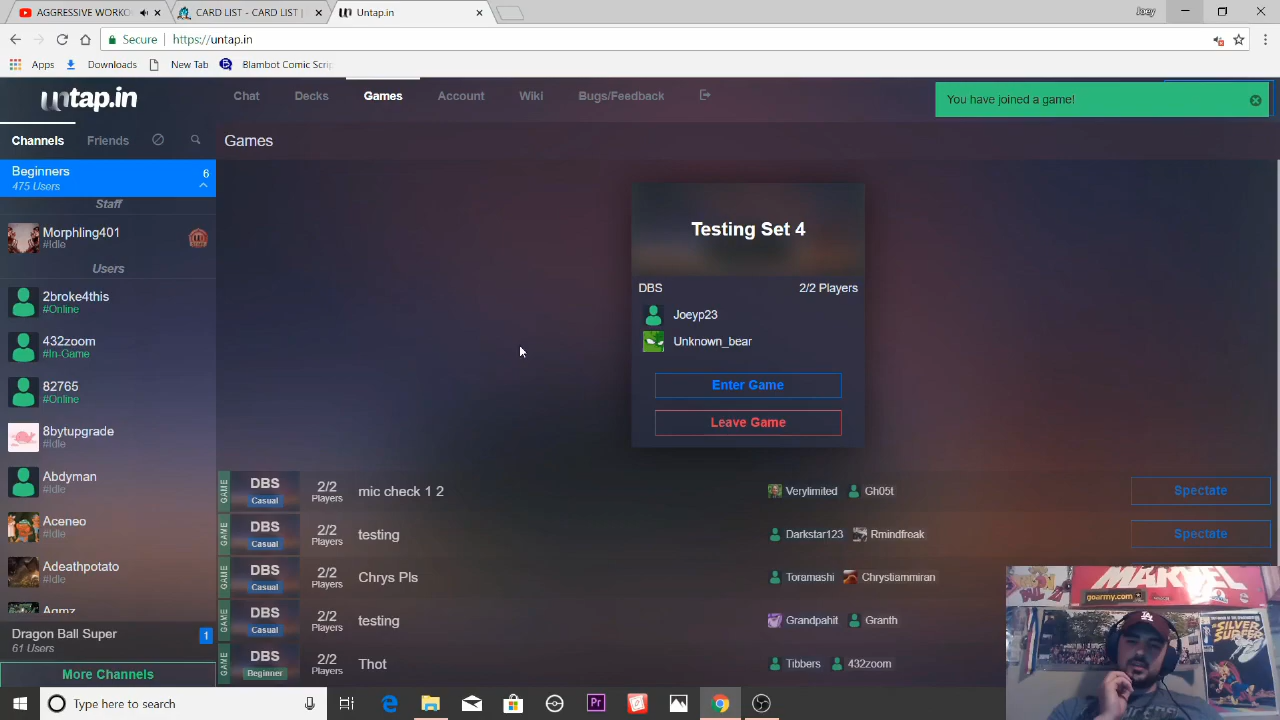 AGGRESSIVE WORKO
CARD LIST - CARD LIST |
Untap.in
Secure
https://untap.in
Apps
Downloads
New Tab
Blambot Comic Scrip
untap.in
Chat
Decks
Games
Account
Wiki
Bugs/Feedback
You have joined a game!
Channels
Friends
Games
Beginners
6
475 Users
Staff
Morphling401
#Idle
Users
2broke4this
#Online
432zoom
#In-Game
82765
#Online
8bytupgrade
#Idle
Abdyman
#Idle
Aceneo
#Idle
Adeathpotato
#Idle
Agmz
Dragon Ball Super
1
61 Users
More Channels
Testing Set 4
DBS
2/2 Players
Joeyp23
Unknown_bear
Enter Game
Leave Game
GAME
DBS
Casual
2/2
Players
mic check 1 2
Verylimited
Gh05t
Spectate
GAME
DBS
Casual
2/2
Players
testing
Darkstar123
Rmindfreak
Spectate
GAME
DBS
Casual
2/2
Players
Chrys Pls
Toramashi
Chrystiammiran
GAME
DBS
Casual
2/2
Players
testing
Grandpahit
Granth
GAME
DBS
Beginner
2/2
Players
Thot
Tibbers
432zoom
MARVEL
goarmy.com
SILVER
SURFER
LA
Type here to search
Pr